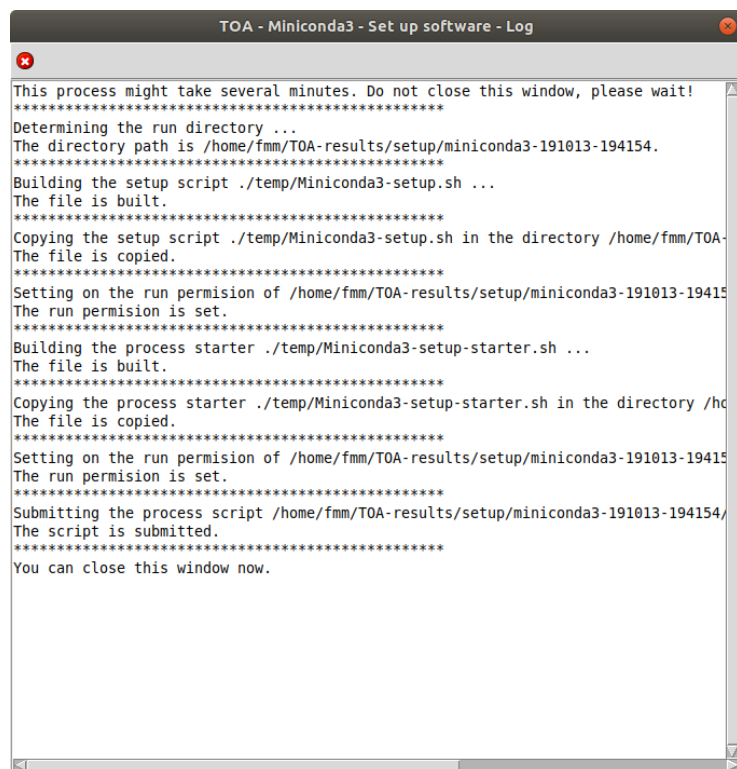 TOA - Miniconda3 - Set up software - Log
This process might take several minutes. Do not close this window, please wait!
**************************************************
Determining the run directory ...
The directory path is /home/fmm/TOA-results/setup/miniconda3-191013-194154.
**************************************************
Building the setup script ./temp/Miniconda3-setup.sh ...
The file is built.
**************************************************
Copying the setup script ./temp/Miniconda3-setup.sh in the directory /home/fmm/TOA-
The file is copied.
**************************************************
Setting on the run permision of /home/fmm/TOA-results/setup/miniconda3-191013-19415
The run permision is set.
**************************************************
Building the process starter ./temp/Miniconda3-setup-starter.sh ...
The file is built.
**************************************************
Copying the process starter ./temp/Miniconda3-setup-starter.sh in the directory /ho
The file is copied.
**************************************************
Setting on the run permision of /home/fmm/TOA-results/setup/miniconda3-191013-19415
The run permision is set.
**************************************************
Submitting the process script /home/fmm/TOA-results/setup/miniconda3-191013-194154/
The script is submitted.
**************************************************
You can close this window now.